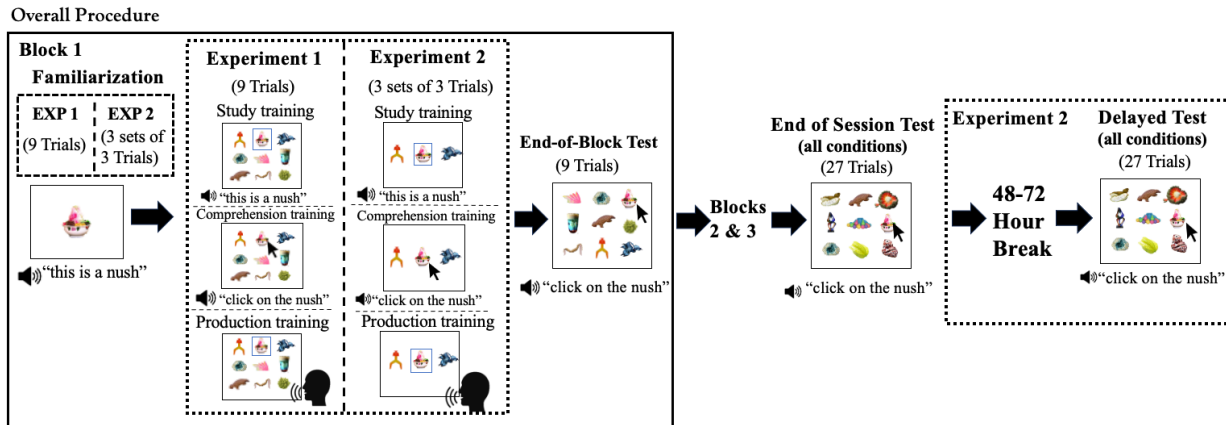 Overall Procedure
Block 1
Familiarization
EXP 1
(9 Trials)
EXP 2
(3 sets of
3 Trials)
"this is a nush"
Experiment 1
(9 Trials)
Study training
"this is a nush"
Comprehension training
"click on the nush"
Production training
Experiment 2
(3 sets of 3 Trials)
Study training
"this is a nush"
Comprehension training
"click on the nush"
Production training
End-of-Block Test
(9 Trials)
"click on the nush"
Blocks
2 & 3
End of Session Test
(all conditions)
(27 Trials)
"click on the nush"
Experiment 2
48-72
Hour
Break
Delayed Test
(all conditions)
(27 Trials)
"click on the nush"